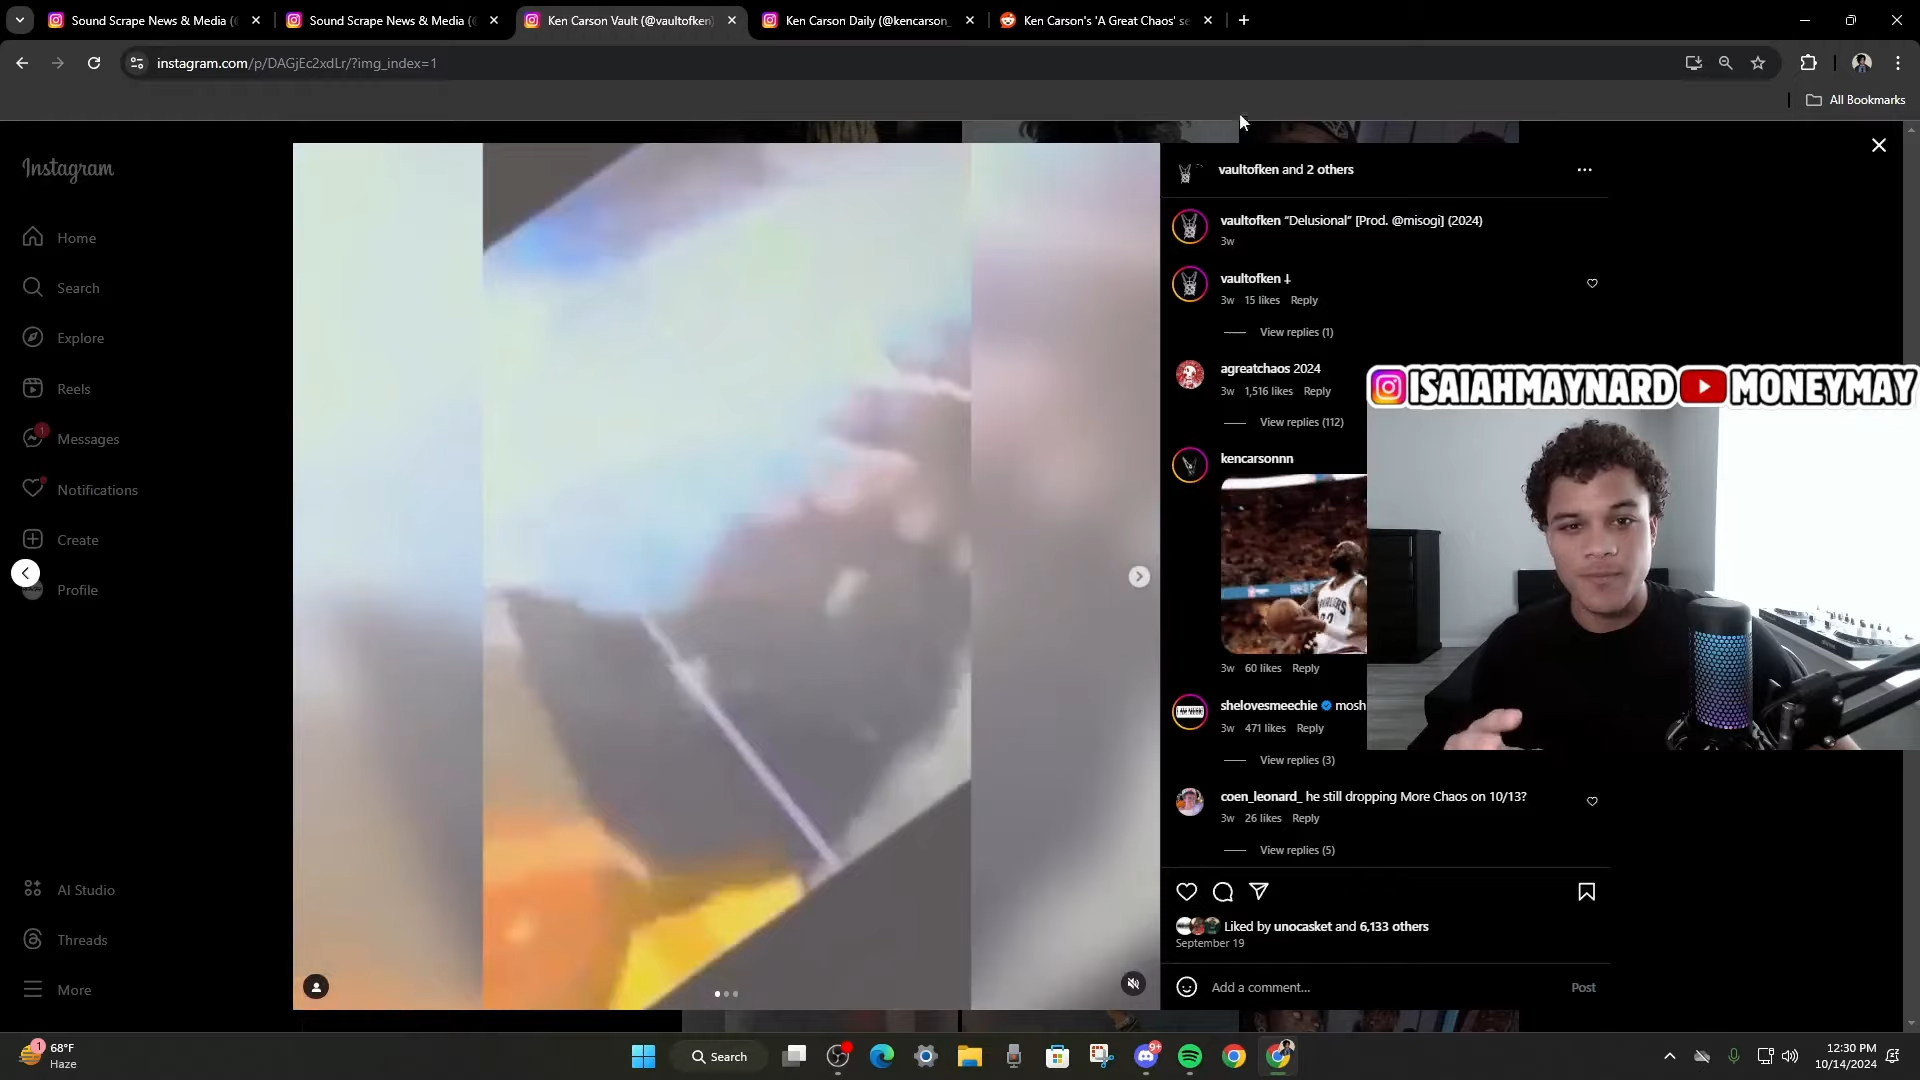 Sound Scrape News & Media (
Sound Scrape News & Media (
Ken Carson Vault (@vaultofken)
Ken Carson Daily (@kencarson_
Ken Carson's 'A Great Chaos' se
instagram.com/p/DAGjEc2xdLr/?img_index=1
All Bookmarks
Instagram
Home
Search
Explore
Reels
1
Messages
Notifications
Create
Profile
AI Studio
Threads
More
vaultofken and 2 others
vaultofken “Delusional” [Prod. @misogi] (2024)
3w
vaultofken ↓
3w 15 likes Reply
View replies (1)
agreatchaos 2024
3w 1,516 likes Reply
View replies (112)
kencarsonnn
3w 60 likes Reply
shelovesmeechie mosh
3w 471 likes Reply
View replies (3)
coen_leonard_ he still dropping More Chaos on 10/13?
3w 26 likes Reply
View replies (5)
Liked by unocasket and 6,133 others
September 19
Add a comment...
Post
ISAIAHMAYNARD MONEYMAY
1
68°F
Haze
Search
9+
12:30 PM
10/14/2024